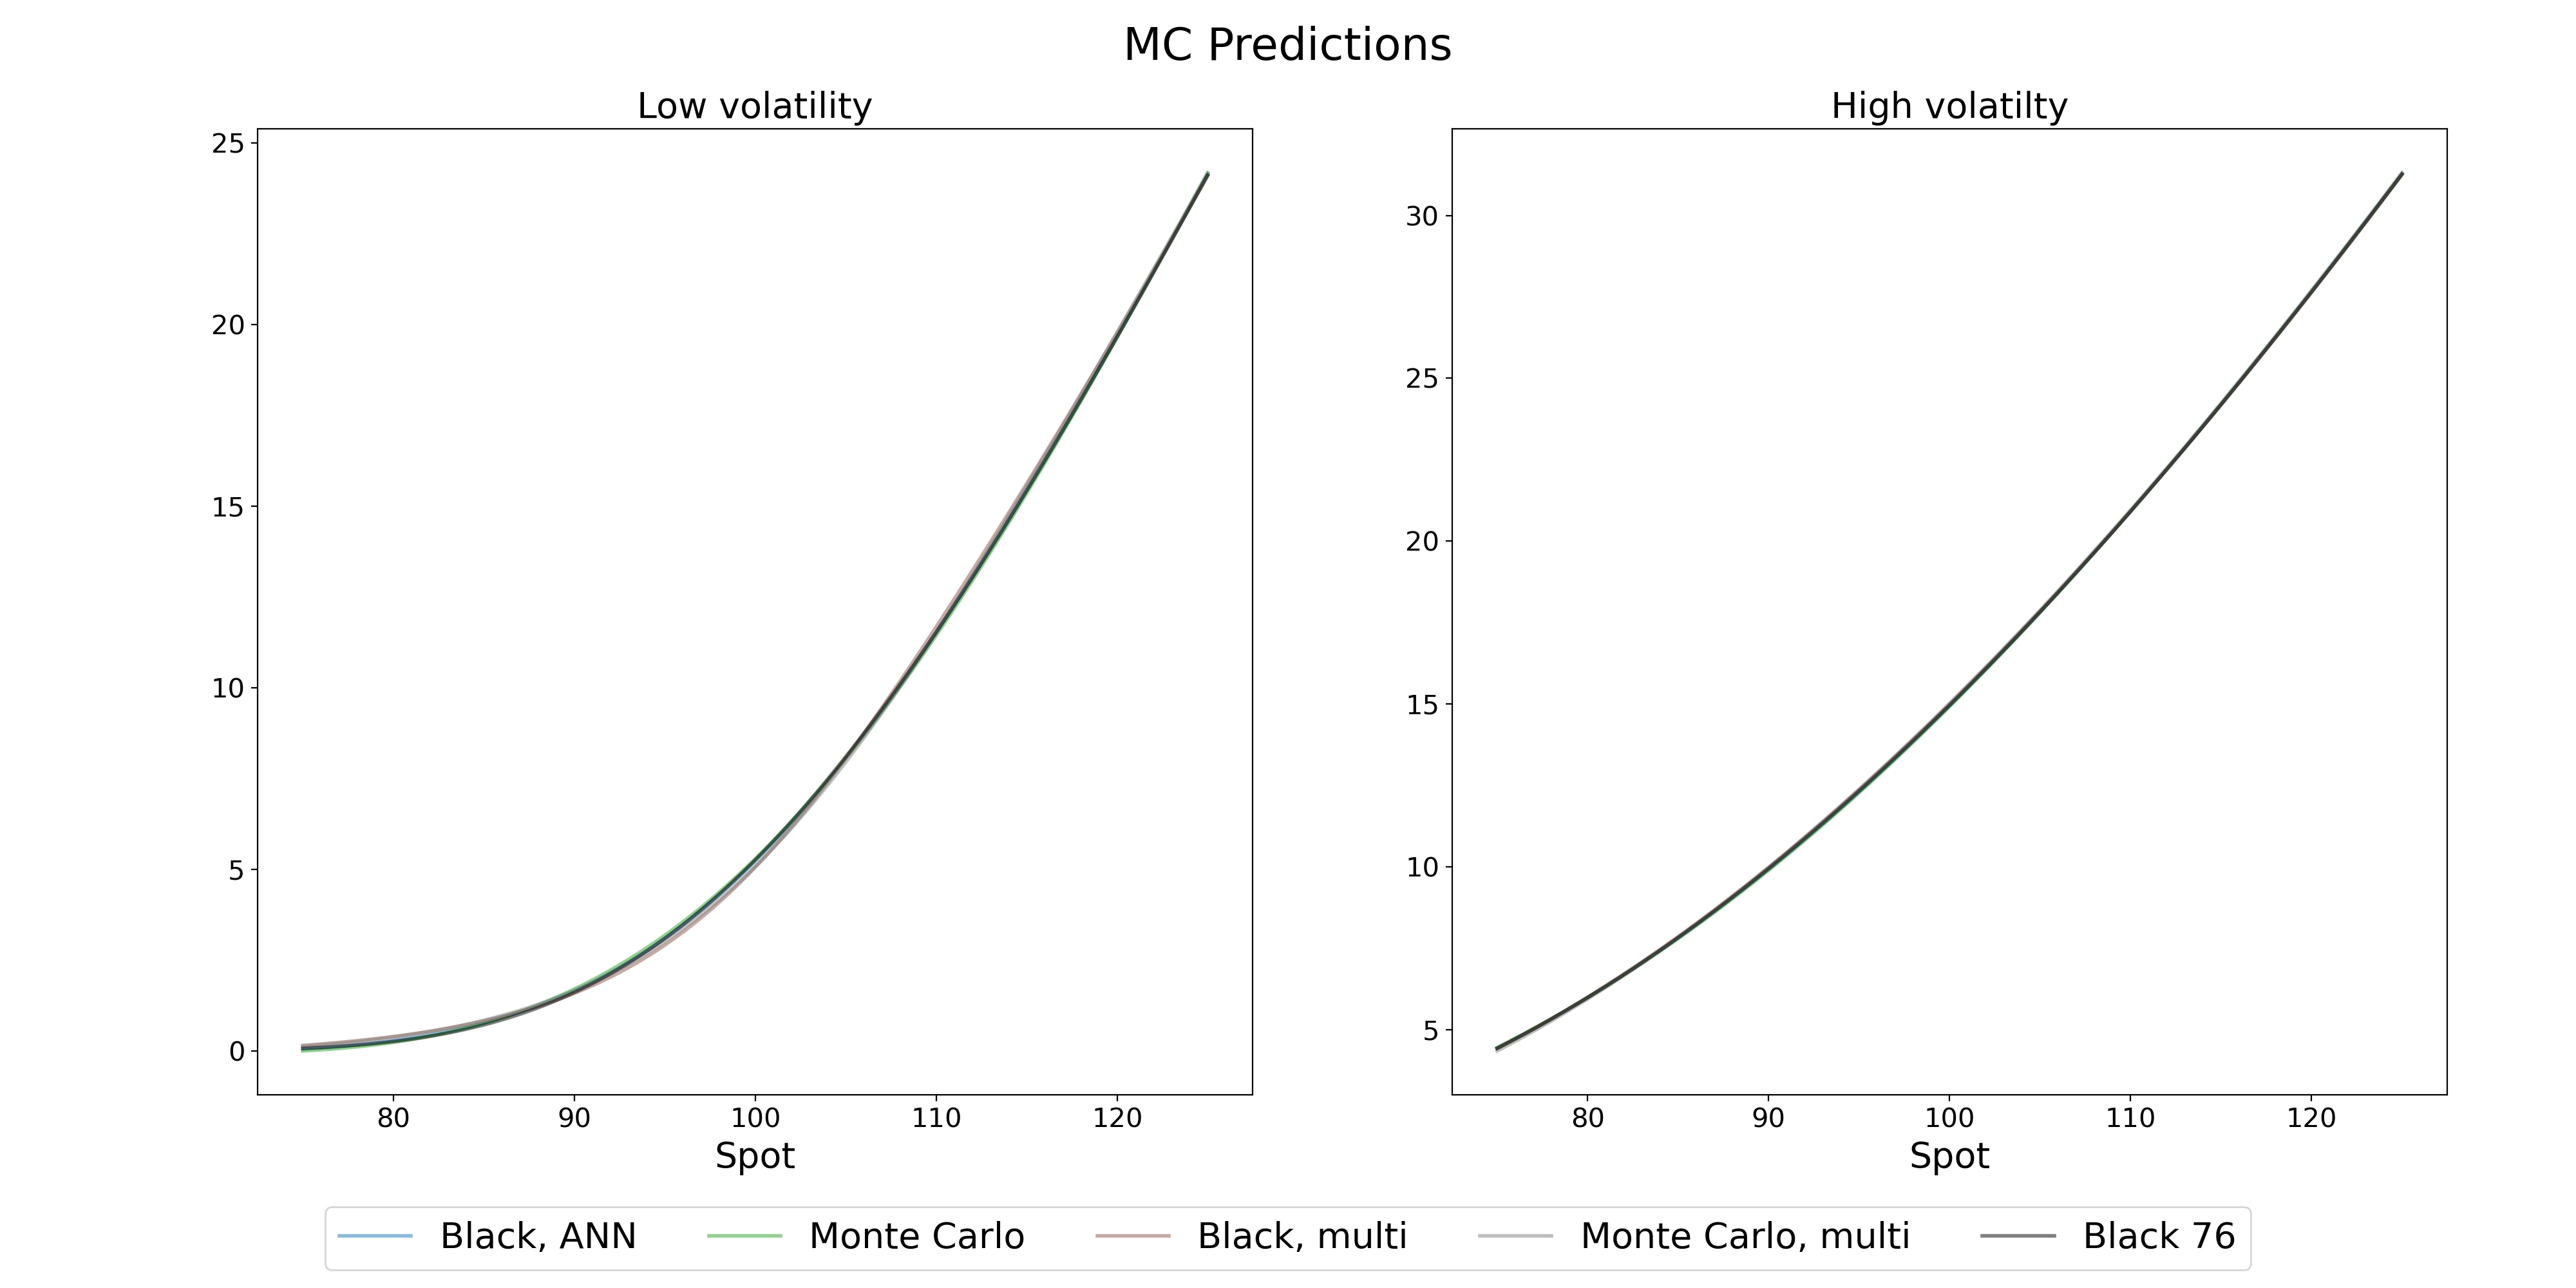 MC Predictions
Low volatility
High volatilty
25
20
15
10
5
0
80 90 100 110 120
Spot
30
25
20
15
10
5
80 90 100 110 120
Spot
Black, ANN Monte Carlo Black, multi Monte Carlo, multi Black 76